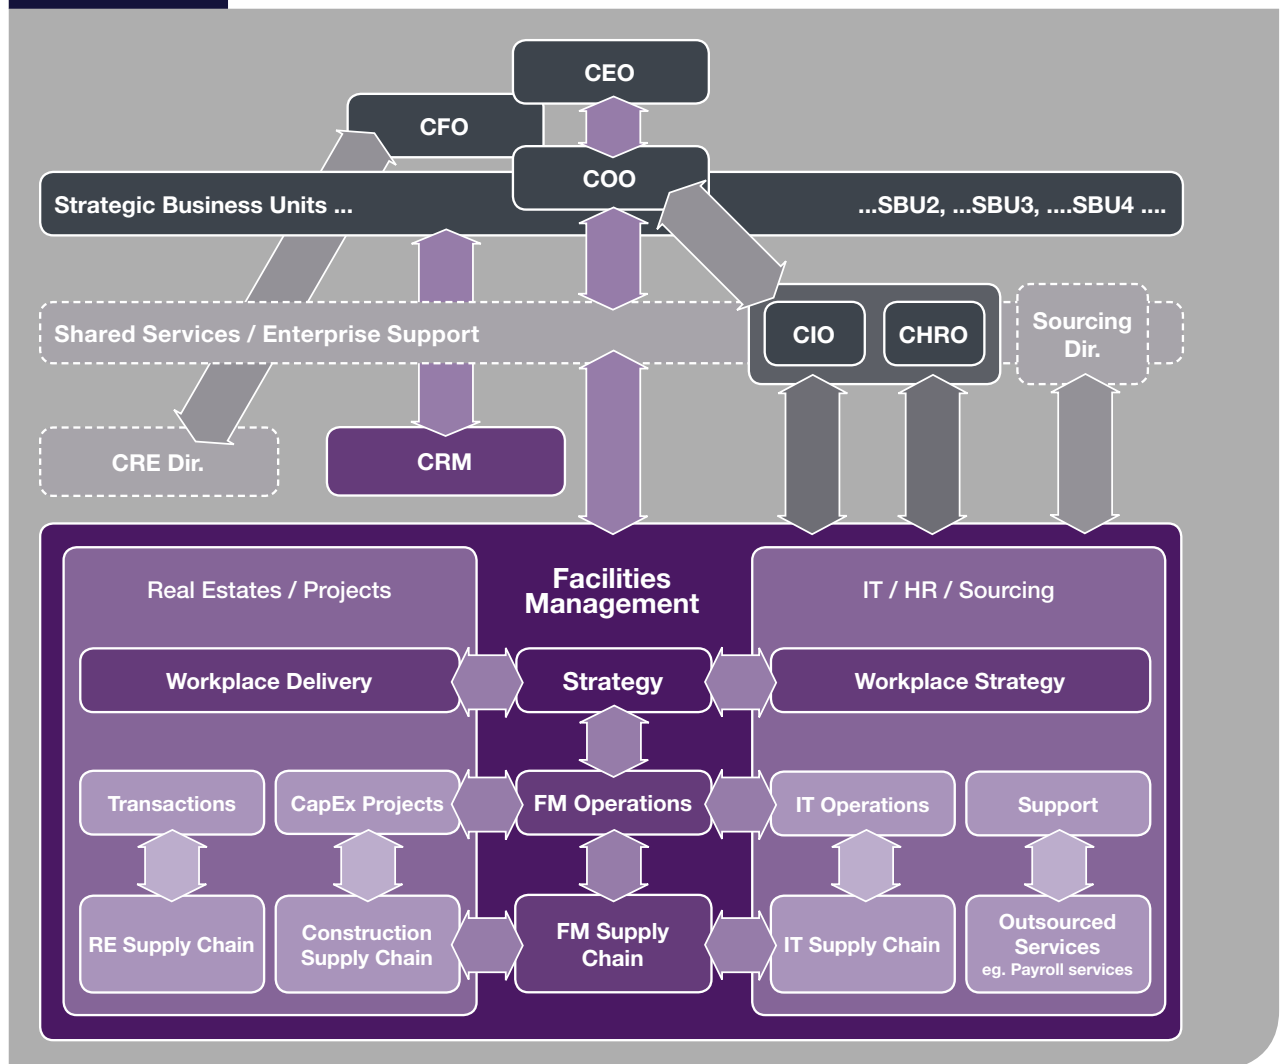 CEO
CFO
COO
Strategic Business Units ...
...SBU2, ...SBU3, ....SBU4 ....
Shared Services / Enterprise Support
CIO
CHRO
Sourcing
Dir.
CRE Dir.
CRM
Real Estates / Projects
Facilities
Management
IT / HR / Sourcing
Workplace Delivery
Strategy
Workplace Strategy
Transactions
CapEx Projects
FM Operations
IT Operations
Support
RE Supply Chain
Construction
Supply Chain
FM Supply
Chain
IT Supply Chain
Outsourced
Services
eg. Payroll services